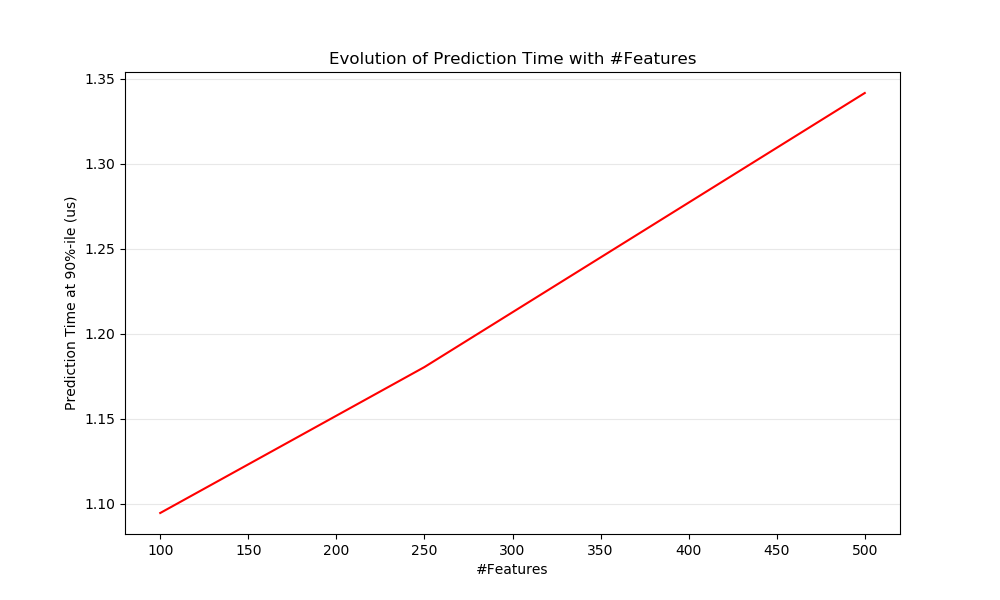 Evolution of Prediction Time with #Features
Prediction Time at 90%-ile (us)
1.35
1.30
1.25
1.20
1.15
1.10
100 150 200 250 300 350 400 450 500
#Features